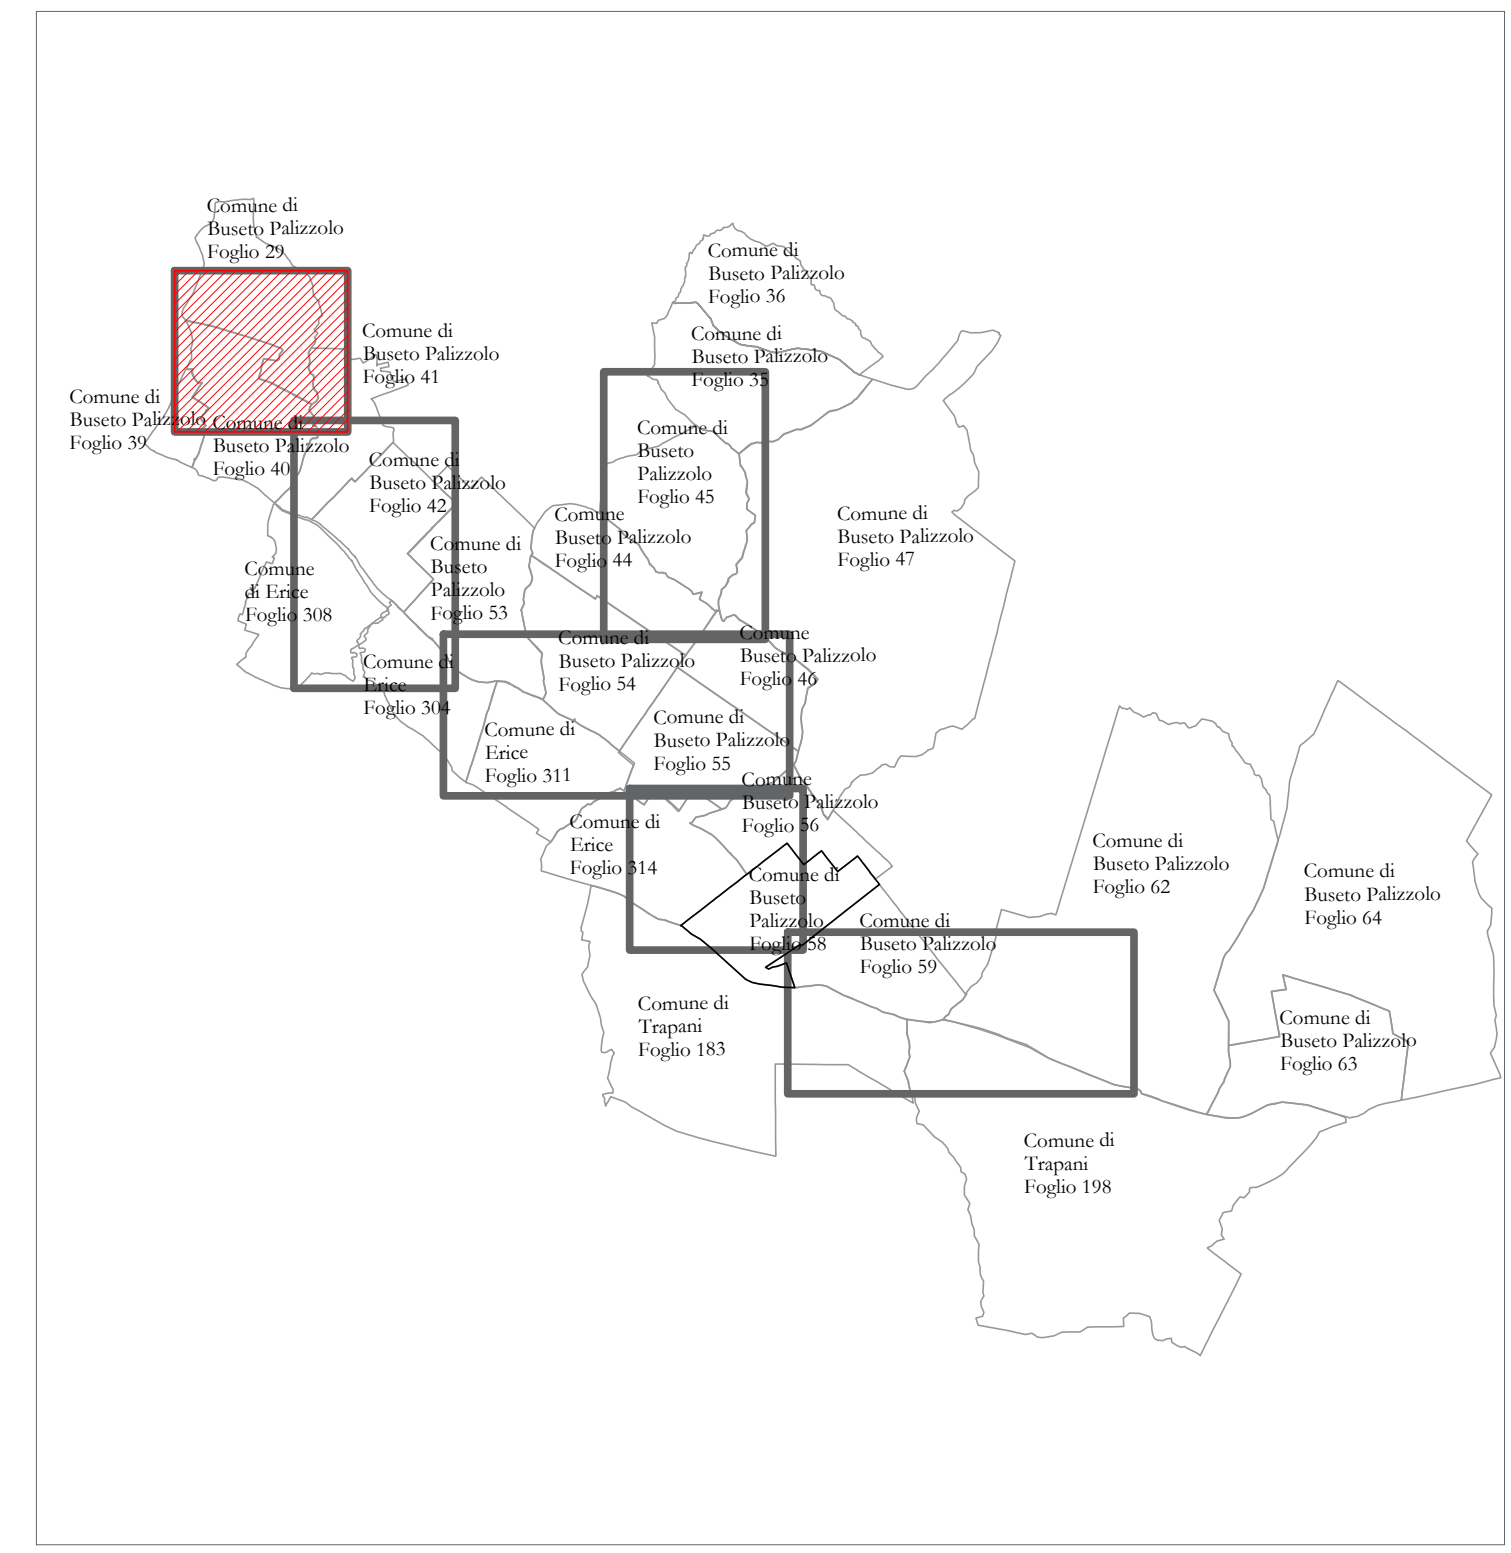 Comune di
Buseto Palizzolo
Foglio 29
Comune di
Buseto Palizzolo
Foglio 36
Comune di
Buseto Palizzolo
Foglio 41
Comune di
Buseto Palizzolo
Foglio 35
Comune di
Buseto Palizzolo
Foglio 39
Comune di
Buseto Palizzolo
Foglio 40
Comune di
Buseto
Palizzolo
Foglio 45
Comune di
Buseto Palizzolo
Foglio 42
Comune
Buseto Palizzolo
Foglio 44
Comune di
Buseto Palizzolo
Foglio 47
Comune di
Buseto
Palizzolo
Foglio 53
Comune
di Erice
Foglio 308
Comune di
Buseto Palizzolo
Foglio 54
Comune
Buseto Palizzolo
Foglio 46
Comune di
Erice
Foglio 304
Comune di
Buseto Palizzolo
Foglio 55
Comune di
Erice
Foglio 311
Comune
Buseto Palizzolo
Foglio 56
Comune di
Erice
Foglio 314
Comune di
Buseto Palizzolo
Foglio 62
Comune di
Buseto Palizzolo
Foglio 64
Comune di
Buseto
Palizzolo
Foglio 58
Comune di
Buseto Palizzolo
Foglio 59
Comune di
Trapani
Foglio 183
Comune di
Buseto Palizzolo
Foglio 63
Comune di
Trapani
Foglio 198